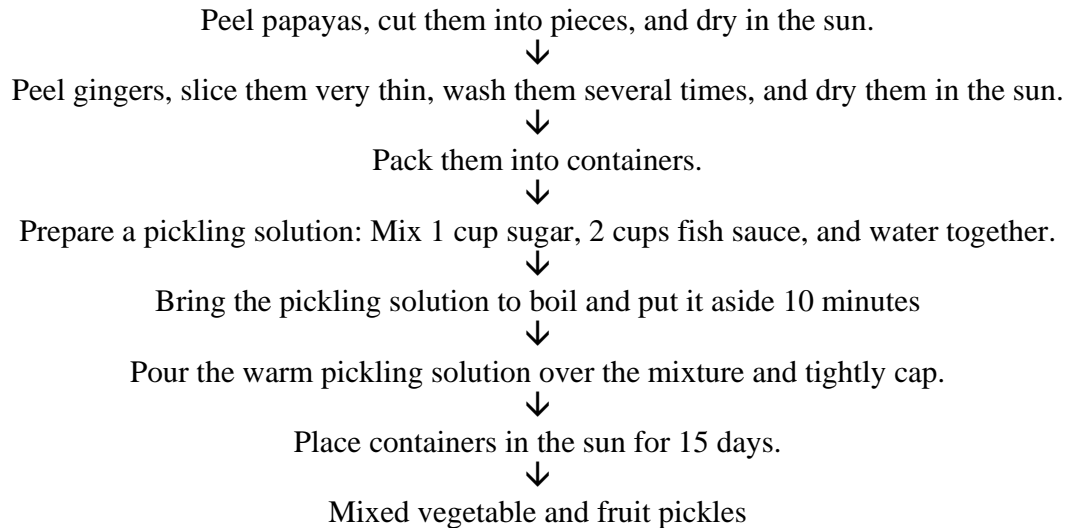 Peel papayas, cut them into pieces, and dry in the sun.
↓
Peel gingers, slice them very thin, wash them several times, and dry them in the sun.
↓
Pack them into containers.
↓
Prepare a pickling solution: Mix 1 cup sugar, 2 cups fish sauce, and water together.
↓
Bring the pickling solution to boil and put it aside 10 minutes
↓
Pour the warm pickling solution over the mixture and tightly cap.
↓
Place containers in the sun for 15 days.
↓
Mixed vegetable and fruit pickles